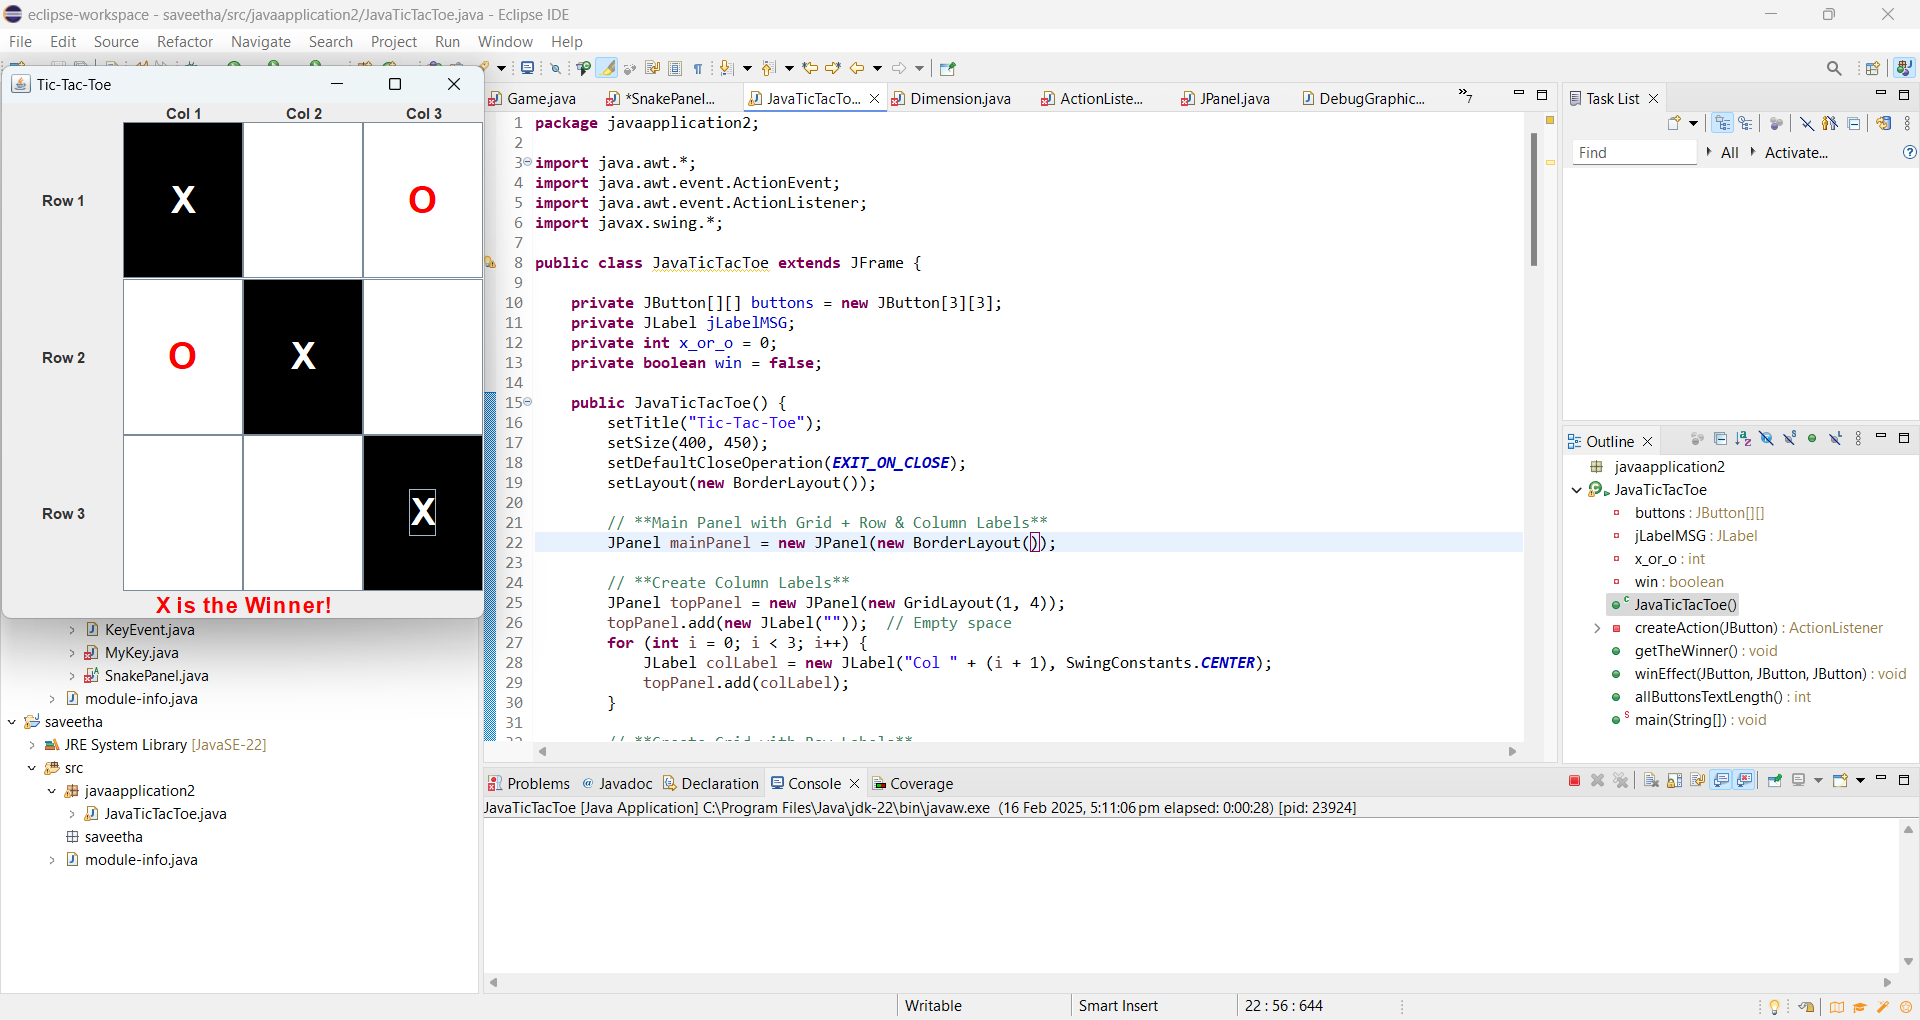 eclipse-workspace - saveetha/src/javaapplication2/JavaTicTacToe.java - Eclipse IDE
File Edit Source Refactor Navigate Search Project Run Window Help
Tic-Tac-Toe
Col 1 Col 2 Col 3
Row 1 X O
Row 2 O X
Row 3 X
X is the Winner!
KeyEvent.java
MyKey.java
SnakePanel.java
module-info.java
saveetha
JRE System Library [JavaSE-22]
src
javaapplication2
JavaTicTacToe.java
saveetha
module-info.java
Game.java *SnakePanel... JavaTicTacTo... Dimension.java ActionListe... JPanel.java DebugGraphic... »7
1 package javaapplication2;
2
3 import java.awt.*;
4 import java.awt.event.ActionEvent;
5 import java.awt.event.ActionListener;
6 import javax.swing.*;
7
8 public class JavaTicTacToe extends JFrame {
9
10 private JButton[][] buttons = new JButton[3][3];
11 private JLabel jLabelMSG;
12 private int x_or_o = 0;
13 private boolean win = false;
14
15 public JavaTicTacToe() {
16 setTitle("Tic-Tac-Toe");
17 setSize(400, 450);
18 setDefaultCloseOperation(EXIT_ON_CLOSE);
19 setLayout(new BorderLayout());
20
21 // **Main Panel with Grid + Row & Column Labels**
22 JPanel mainPanel = new JPanel(new BorderLayout());
23
24 // **Create Column Labels**
25 JPanel topPanel = new JPanel(new GridLayout(1, 4));
26 topPanel.add(new JLabel("")); // Empty space
27 for (int i = 0; i < 3; i++) {
28 JLabel colLabel = new JLabel("Col " + (i + 1), SwingConstants.CENTER);
29 topPanel.add(colLabel);
30 }
31
Problems Javadoc Declaration Console Coverage
JavaTicTacToe [Java Application] C:\Program Files\Java\jdk-22\bin\javaw.exe (16 Feb 2025, 5:11:06 pm elapsed: 0:00:28) [pid: 23924]
Task List
Find All Activate...
Outline
javaapplication2
JavaTicTacToe
buttons : JButton[][]
jLabelMSG : JLabel
x_or_o : int
win : boolean
JavaTicTacToe()
createAction(JButton) : ActionListener
getTheWinner() : void
winEffect(JButton, JButton, JButton) : void
allButtonsTextLength() : int
main(String[]) : void
Writable Smart Insert 22 : 56 : 644